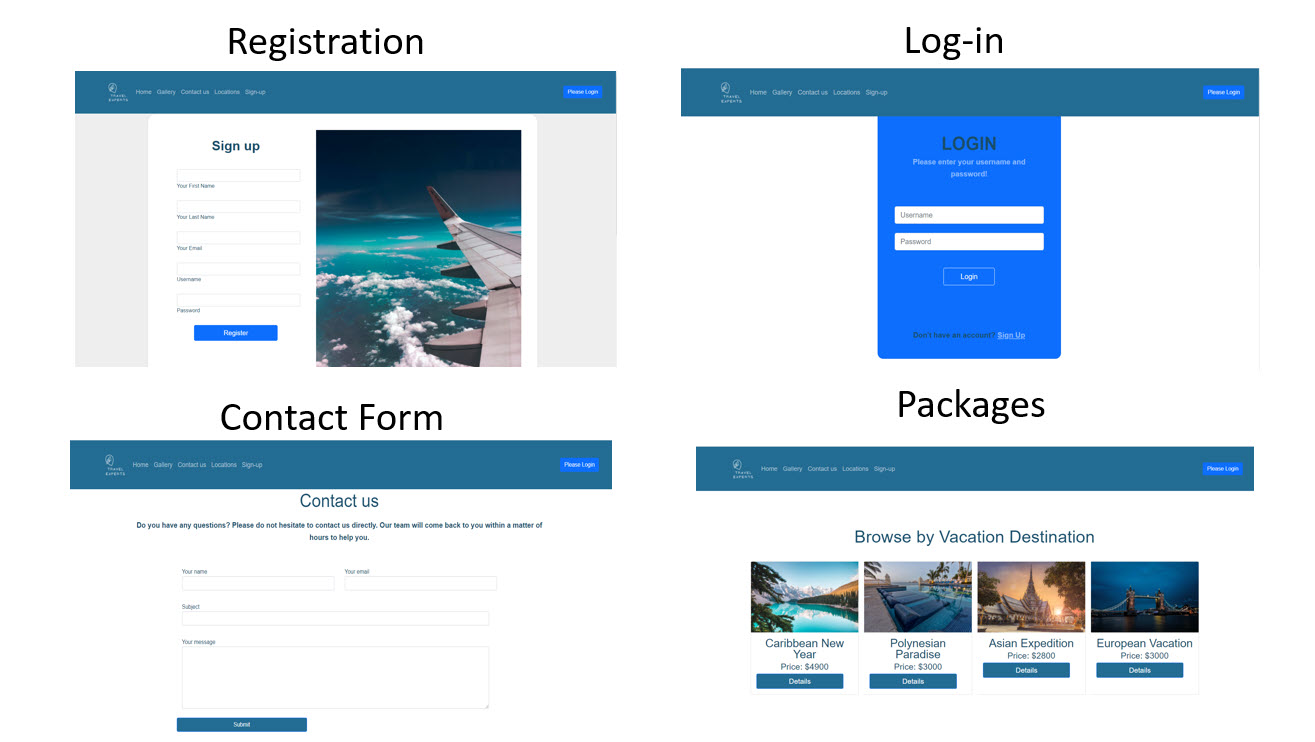 Registration
TRAVEL
EXPERTS
Home Gallery Contact us Locations Sign-up
Please Login
Sign up
Your First Name
Your Last Name
Your Email
Username
Password
Register
Log-in
TRAVEL
EXPERTS
Home Gallery Contact us Locations Sign-up
Please Login
LOGIN
Please enter your username and
password!
Username
Password
Login
Don't have an account? Sign Up
Contact Form
TRAVEL
EXPERTS
Home Gallery Contact us Locations Sign-up
Please Login
Contact us
Do you have any questions? Please do not hesitate to contact us directly. Our team will come back to you within a matter of
hours to help you.
Your name
Your email
Subject
Your message
Submit
Packages
TRAVEL
EXPERTS
Home Gallery Contact us Locations Sign-up
Please Login
Browse by Vacation Destination
Caribbean New
Year
Price: $4900
Details
Polynesian
Paradise
Price: $3000
Details
Asian Expedition
Price: $2800
Details
European Vacation
Price: $3000
Details